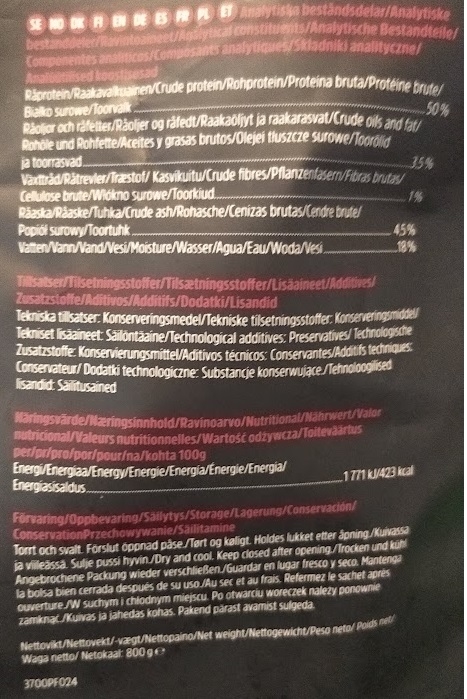 SE NO DK FI EN DE ES FR PL ET Analytiska beståndsdelar/Analytiske
bestanddeler/Ravintoaineet/Analytical constituents/Analytische Bestandteile/
Componentes analíticos/Composants analytiques/Składniki analityczne/
Analüütilised koostisosad
Råprotein/Raakavalkuainen/Crude protein/Rohprotein/Proteina bruta/Protéine brute/
Białko surowe/Toorvalk 50%
Råoljor och råfetter/Råoljer og råfedt/Raakaöljyt ja raakarasvat/Crude oils and fat/
Rohöle und Rohfette/Aceites y grasas brutos/Olejei tłuszcze surowe/Tooròlid
ja toorrasvad 35%
Växttråd/Råtrevler/Træstof/ Kasvikuitu/Crude fibres/Pflanzenfasern/Fibras brutas/
Cellulose brute/Włókno surowe/Toorkiud 1%
Råaska/Råaske/Tuhka/Crude ash/Rohasche/Cenizas brutas/Cendre brute/
Popiół surowy/Toortuhk 4.5%
Vatten/Vann/Vand/Vesi/Moisture/Wasser/Agua/Eau/Woda/Vesi 18%
Tillsatser/Tilsetningsstoffer/Tilsætningsstoffer/Lisäaineet/Additives/
Zusatzstoffe/Aditivos/Additifs/Dodatki/Lisandid
Tekniska tillsatser: Konserveringsmedel/Tekniske tilsetningsstoffer: Konserveringsmiddel/
Tekniset lisäaineet: Säilöntäaine/Technological additives: Preservatives/ Technologische
Zusatzstoffe: Konservierungsmittel/Aditivos técnicos: Conservantes/Additifs techniques:
Conservateur/ Dodatki technologiczne: Substancje konserwujące./Tehnoloogilised
lisandid: Säilitusained
Näringsvärde/Næringsinnhold/Ravinoarvo/Nutritional/Nährwert/Valor
nutricional/Valeurs nutritionnelles/Wartość odżywcza/Toiteväärtus
per/pr/pro/por/pour/na/kohta 100g
Energi/Energiaa/Energy/Energie/Energía/Énergie/Energia/
Energiasisaldus 1 771 kJ/423 kcal
Förvaring/Oppbevaring/Säilytys/Storage/Lagerung/Conservación/
ConservationPrzechowywanie/Säilitamine
Torrt och svalt. Förslut öppnad påse./Tørt og køligt. Holdes lukket etter åpning./Kuivassa
ja viileässä. Sulje pussi hyvin./Dry and cool. Keep closed after opening./Trocken und kühl
Angebrochene Packung wieder verschließen./Guardar en lugar fresco y seco. Mantenga
la bolsa bien cerrada después de su uso./Au sec et au frais. Refermez le sachet après
ouverture./W suchym i chłodnym miejscu. Po otwarciu woreczek należy ponownie
zamknąć./Kuivas ja jahedas kohas. Pakend pärast avamist sulgeda.
Nettovikt/Nettovekt/-vægt/Nettopaino/Net weight/Nettogewicht/Peso neto/ Poids net/
Waga netto/ Netokaal: 800 g e
3700PF024